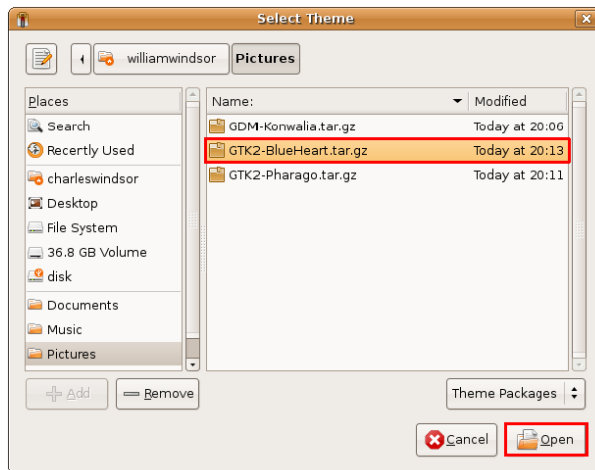 Select Theme
williamwindsor Pictures
Places
Search
Recently Used
charleswindsor
Desktop
File System
36.8 GB Volume
disk
Documents
Music
Pictures
Name: Modified
GDM-Konwalia.tar.gz Today at 20:06
GTK2-BlueHeart.tar.gz Today at 20:13
GTK2-Pharago.tar.gz Today at 20:11
Add Remove
Theme Packages
Cancel Open